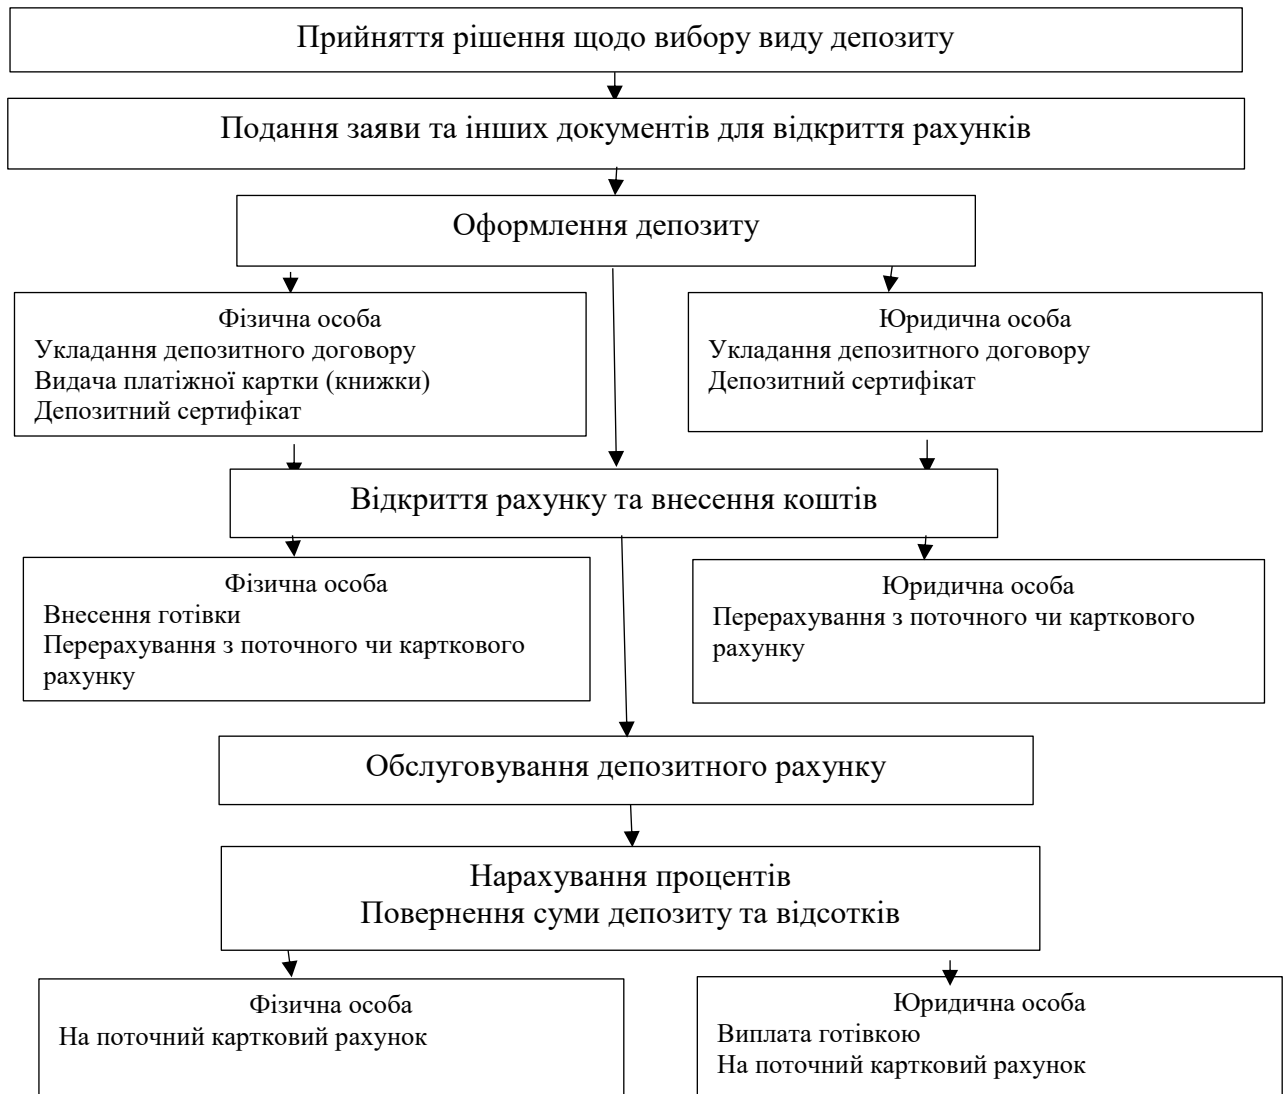 Прийняття рішення щодо вибору виду депозиту
Подання заяви та інших документів для відкриття рахунків
Оформлення депозиту
Фізична особа
Укладання депозитного договору
Видача платіжної картки (книжки)
Депозитний сертифікат
Юридична особа
Укладання депозитного договору
Депозитний сертифікат
Відкриття рахунку та внесення коштів
Фізична особа
Внесення готівки
Перерахування з поточного чи карткового
рахунку
Юридична особа
Перерахування з поточного чи карткового
рахунку
Обслуговування депозитного рахунку
Нарахування процентів
Повернення суми депозиту та відсотків
Фізична особа
На поточний картковий рахунок
Юридична особа
Виплата готівкою
На поточний картковий рахунок